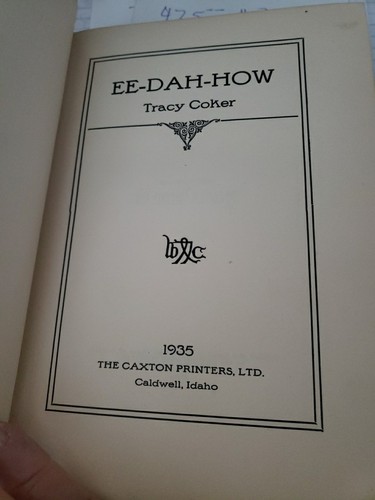 EE-DAH-HOW
Tracy Coker
1935
THE CAXTON PRINTERS, LTD.
Caldwell, Idaho